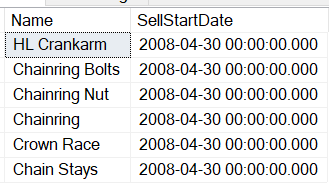 Name SellStartDate
HL Crankarm 2008-04-30 00:00:00.000
Chainring Bolts 2008-04-30 00:00:00.000
Chainring Nut 2008-04-30 00:00:00.000
Chainring 2008-04-30 00:00:00.000
Crown Race 2008-04-30 00:00:00.000
Chain Stays 2008-04-30 00:00:00.000